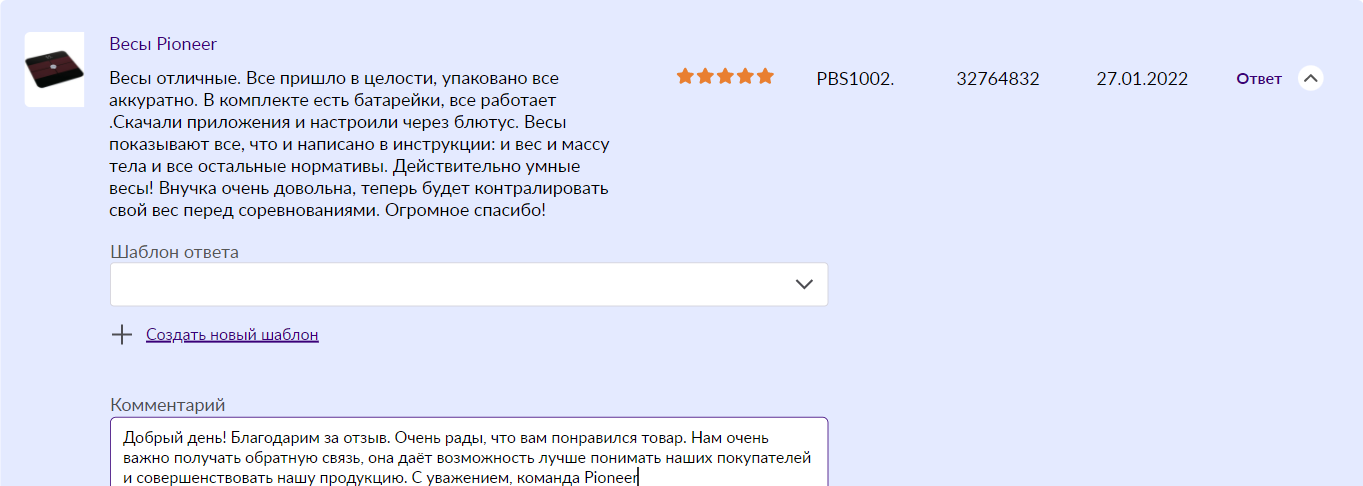 Весы Pioneer
Весы отличные. Все пришло в целости, упаковано все
аккуратно. В комплекте есть батарейки, все работает
.Скачали приложения и настроили через блютус. Весы
показывают все, что и написано в инструкции: и вес и массу
тела и все остальные нормативы. Действительно умные
весы! Внучка очень довольна, теперь будет контралировать
свой вес перед соревнованиями. Огромное спасибо!
PBS1002.
32764832
27.01.2022
Ответ
Шаблон ответа
Создать новый шаблон
Комментарий
Добрый день! Благодарим за отзыв. Очень рады, что вам понравился товар. Нам очень
важно получать обратную связь, она даёт возможность лучше понимать наших покупателей
и совершенствовать нашу продукцию. С уважением, команда Pioneer